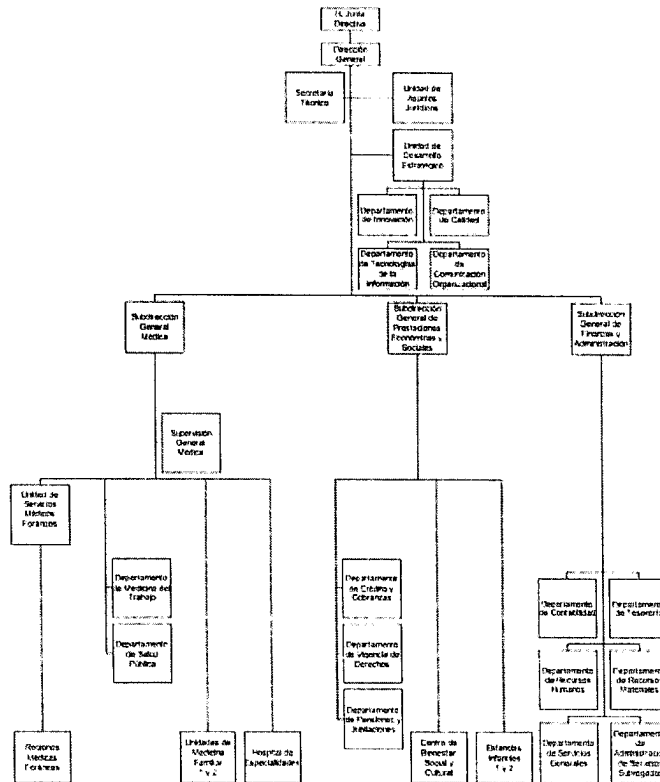 H. Junta
Directiva
Dirección
General
Secretaría
Técnica
Unidad de
Asuntos
Jurídicos
Unidad de
Desarrollo
Estratégico
Departamento
de Innovación
Departamento
de Calidad
Departamento
de Tecnologías
de la
Información
Departamento
de
Comunicación
Organizacional
Subdirección
General
Médica
Subdirección
General de
Prestaciones
Económicas y
Sociales
Subdirección
General de
Finanzas y
Administración
Supervisión
General
Médica
Unidad de
Servicios
Médicos
Foráneos
Departamento
de Medicina del
Trabajo
Departamento
de Salud
Pública
Departamento
de Crédito y
Cobranzas
Departamento
de Vigencia de
Derechos
Departamento
de Pensiones y
Jubilaciones
Departamento
de Contabilidad
Departamento
de Tesorería
Departamento
de Recursos
Humanos
Departamento
de Recursos
Materiales
Regiones
Médicas
Foráneas
Unidades de
Medicina
Familiar
1 y 2
Hospital de
Especialidades
Centro de
Bienestar
Social y
Cultural
Estancias
Infantiles
1 y 2
Departamento
de Servicios
Generales
Departamento
de
Administración
de Servicios
Subrogados